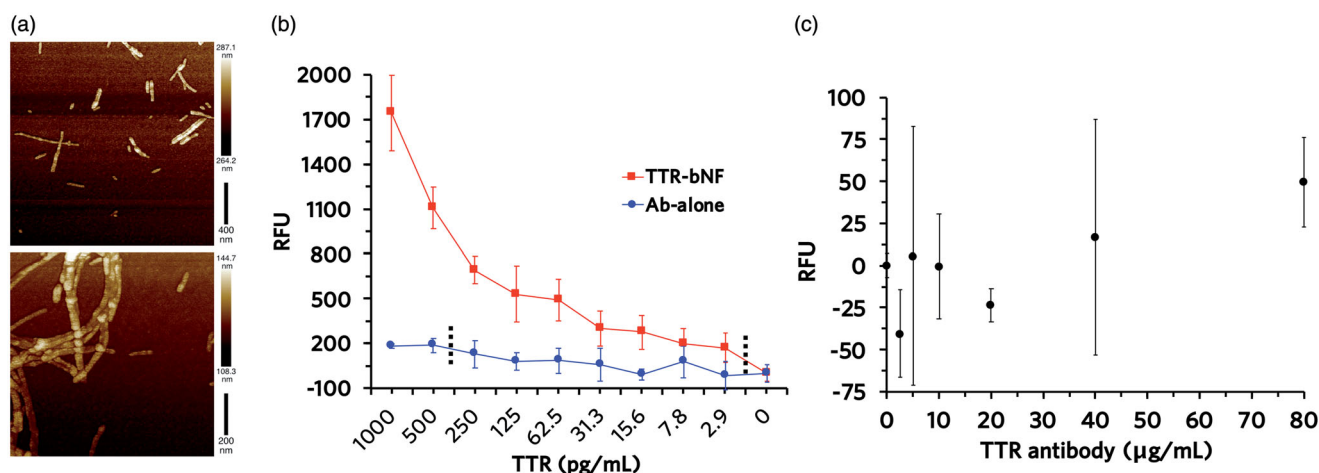 (a)
287.1
nm
264.2
nm
400
nm
144.7
nm
108.3
nm
200
nm
(b)
2000
1700
1400
1100
800
500
200
-100
RFU
TTR-bNF
Ab-alone
1000
500
250
125
62.5
31.3
15.6
7.8
2.9
0
TTR (pg/mL)
(c)
100
75
50
25
0
-25
-50
-75
RFU
0
10
20
30
40
50
60
70
80
TTR antibody (µg/mL)